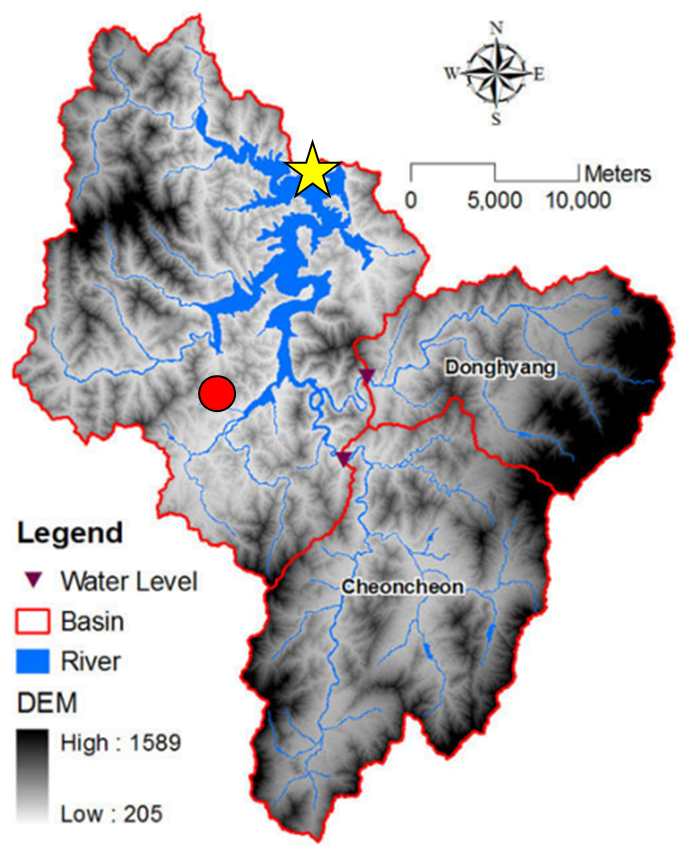 N
W E
S
Meters
0 5,000 10,000
Donghyang
Cheoncheon
Legend
Water Level
Basin
River
DEM
High : 1589
Low : 205